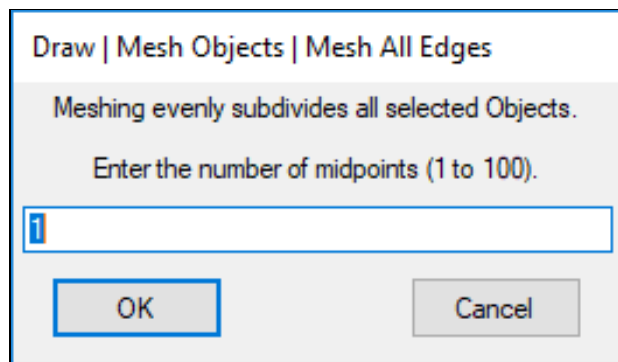 Draw | Mesh Objects | Mesh All Edges
Meshing evenly subdivides all selected Objects.
Enter the number of midpoints (1 to 100).
1
OK Cancel